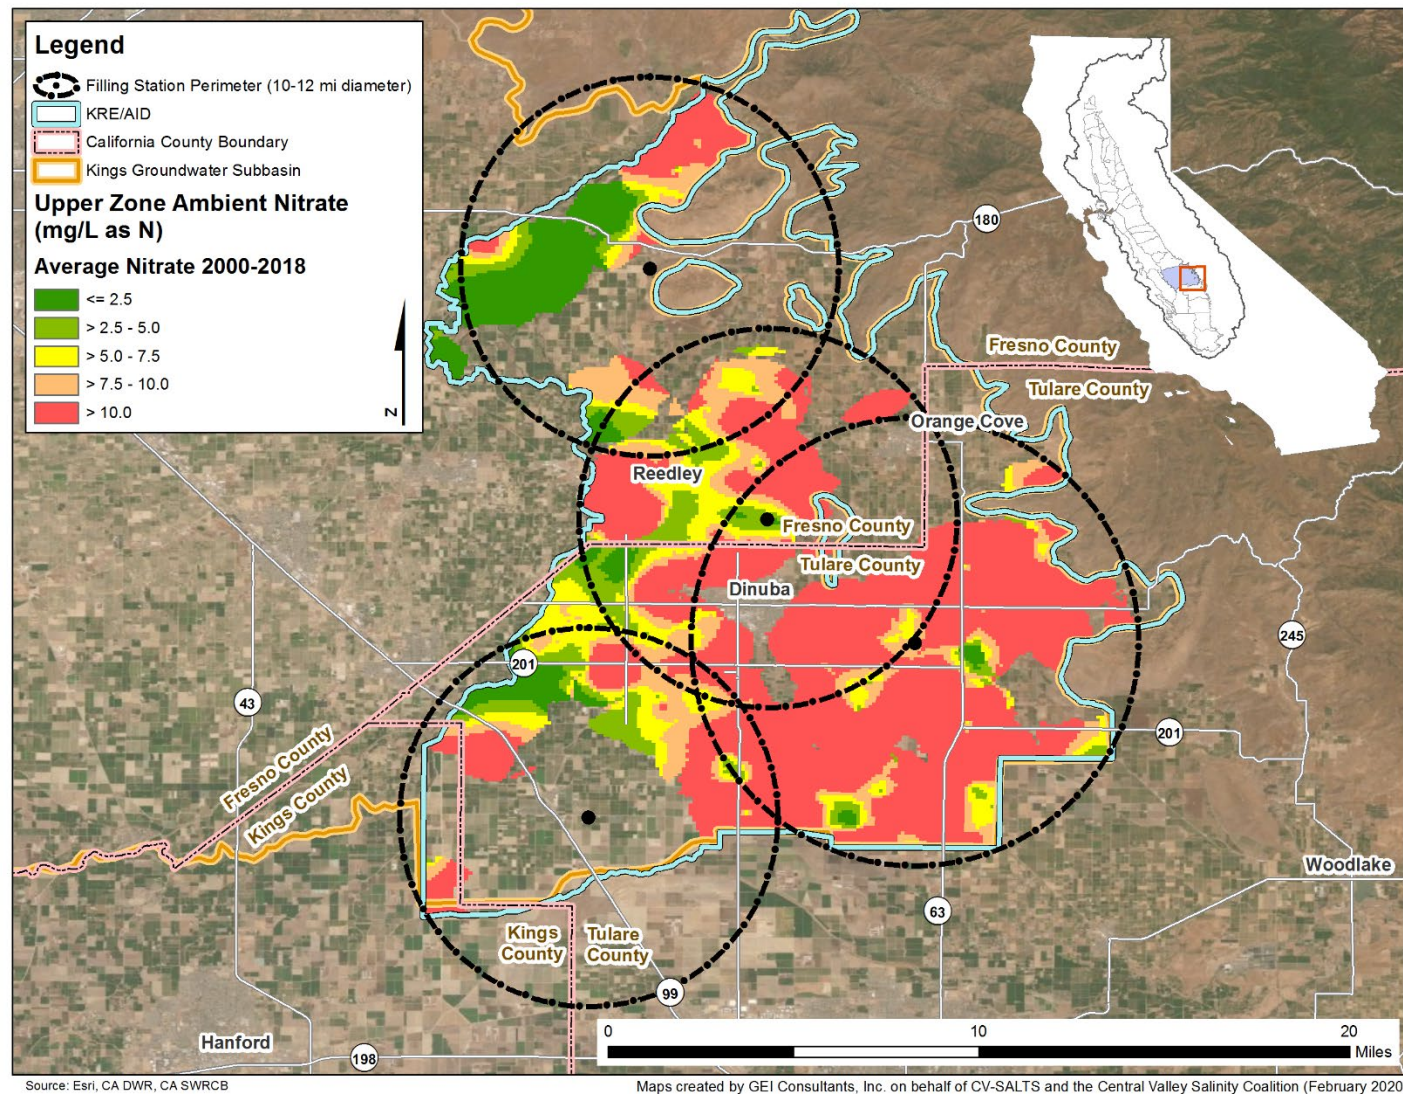 Legend
Filling Station Perimeter (10-12 mi diameter)
KRE/AID
California County Boundary
Kings Groundwater Subbasin
Upper Zone Ambient Nitrate
(mg/L as N)
Average Nitrate 2000-2018
<= 2.5
> 2.5 - 5.0
> 5.0 - 7.5
> 7.5 - 10.0
> 10.0
N
180
Fresno County
Tulare County
Orange Cove
Reedley
Fresno County
Tulare County
Dinuba
201
245
43
201
Fresno County
Kings County
Woodlake
63
Kings
County
Tulare
County
99
Hanford
198
0
10
20
Miles
Source: Esri, CA DWR, CA SWRCB
Maps created by GEI Consultants, Inc. on behalf of CV-SALTS and the Central Valley Salinity Coalition (February 2020